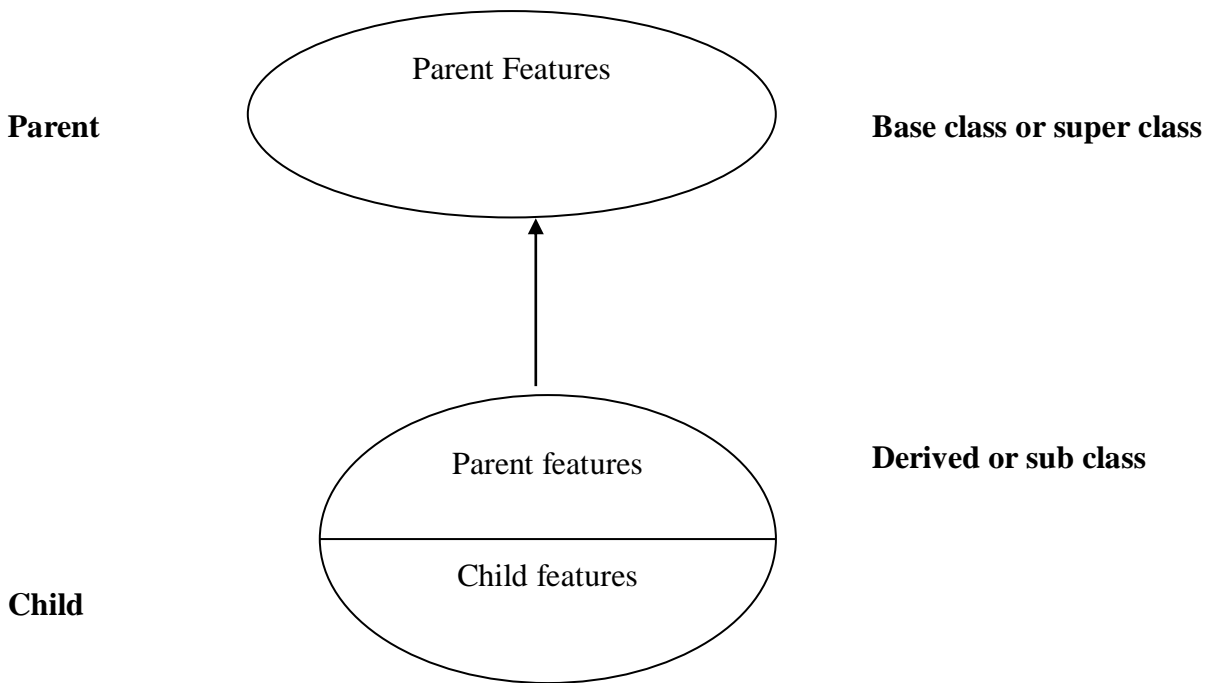 Parent Features
Parent
Base class or super class
Parent features
Derived or sub class
Child features
Child